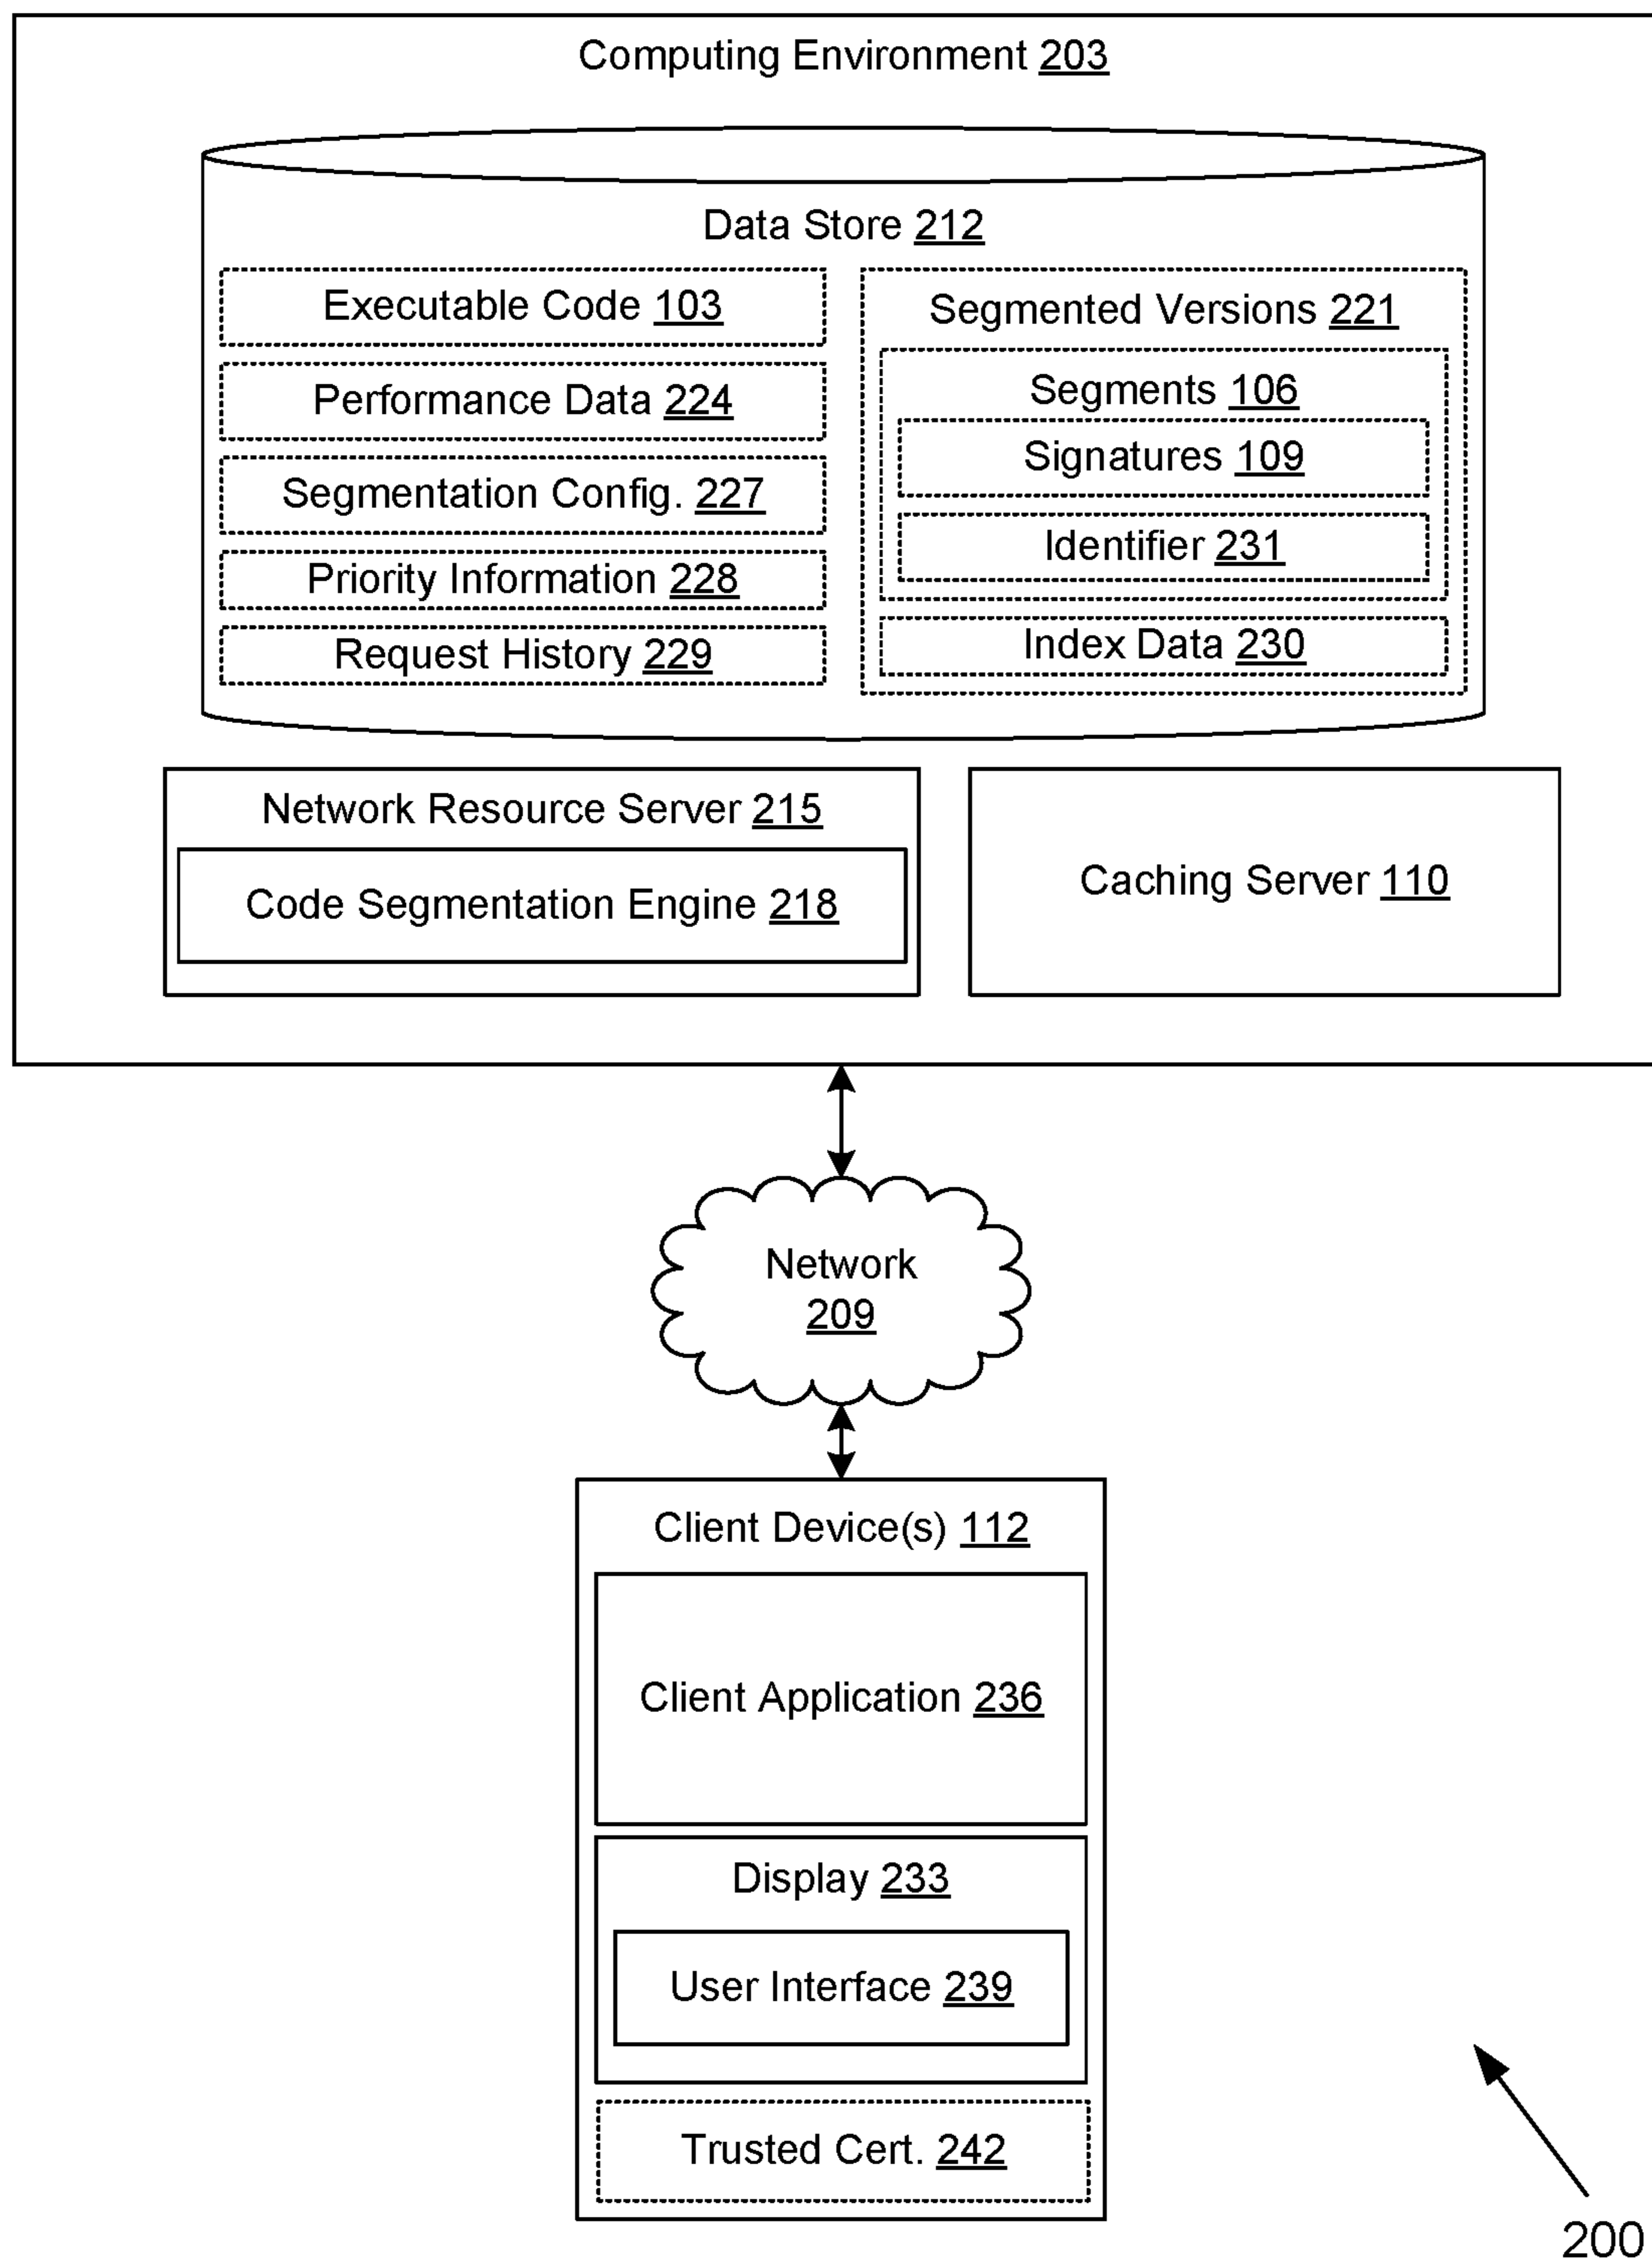 Computing Environment 203
Data Store 212
Executable Code 103
Performance Data 224
Segmentation Config. 227
Priority Information 228
Request History 229
Segmented Versions 221
Segments 106
Signatures 109
Identifier 231
Index Data 230
Network Resource Server 215
Code Segmentation Engine 218
Caching Server 110
Network
209
Client Device(s) 112
Client Application 236
Display 233
User Interface 239
Trusted Cert. 242
200